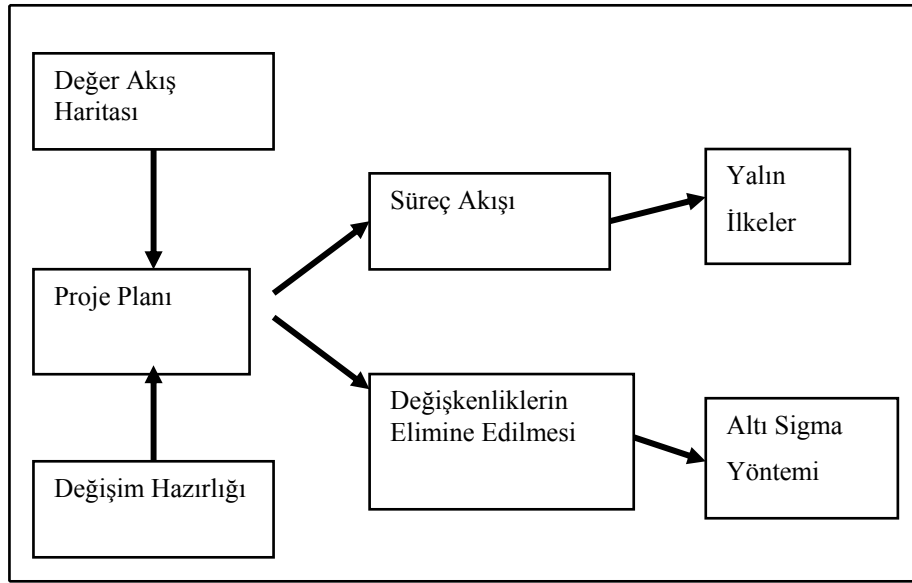 Değer Akış
Haritası
Süreç Akışı
Yalın
İlkeler
Proje Planı
Değişkenliklerin
Elimine Edilmesi
Altı Sigma
Yöntemi
Değişim Hazırlığı